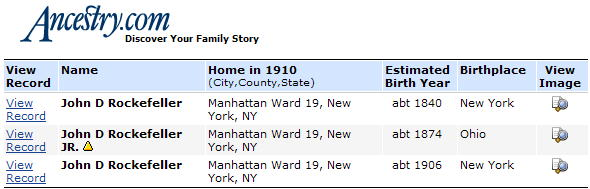 Ancestry.com
Discover Your Family Story
View Record Name Home in 1910 (City,County,State) Estimated Birth Year Birthplace View Image
View Record John D Rockefeller Manhattan Ward 19, New York, NY abt 1840 New York
View Record John D Rockefeller JR. Manhattan Ward 19, New York, NY abt 1874 Ohio
View Record John D Rockefeller Manhattan Ward 19, New York, NY abt 1906 New York